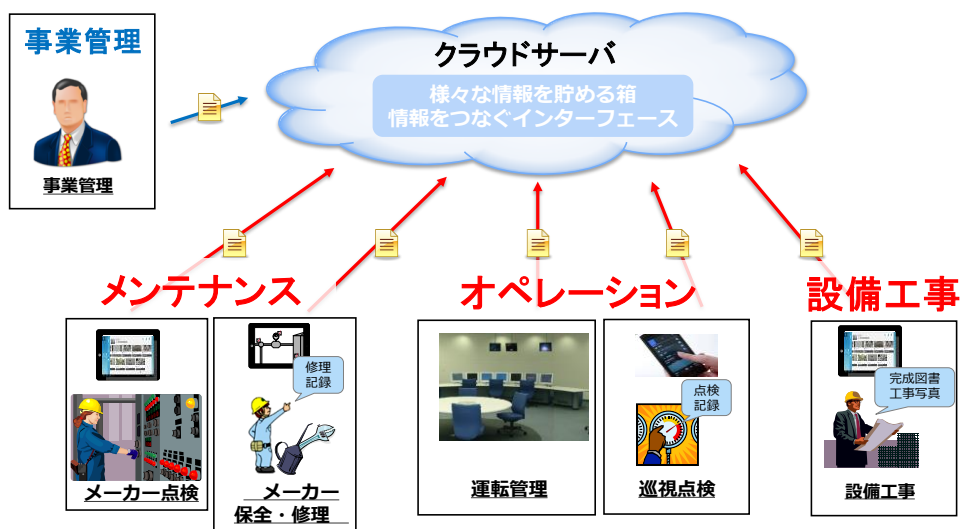 事業管理
事業管理
クラウドサーバ
様々な情報を貯める箱
情報をつなぐインターフェース
メンテナンス
オペレーション
設備工事
修理
記録
点検
記録
完成図書
工事写真
メーカー点検
メーカー
保全・修理
運転管理
巡視点検
設備工事